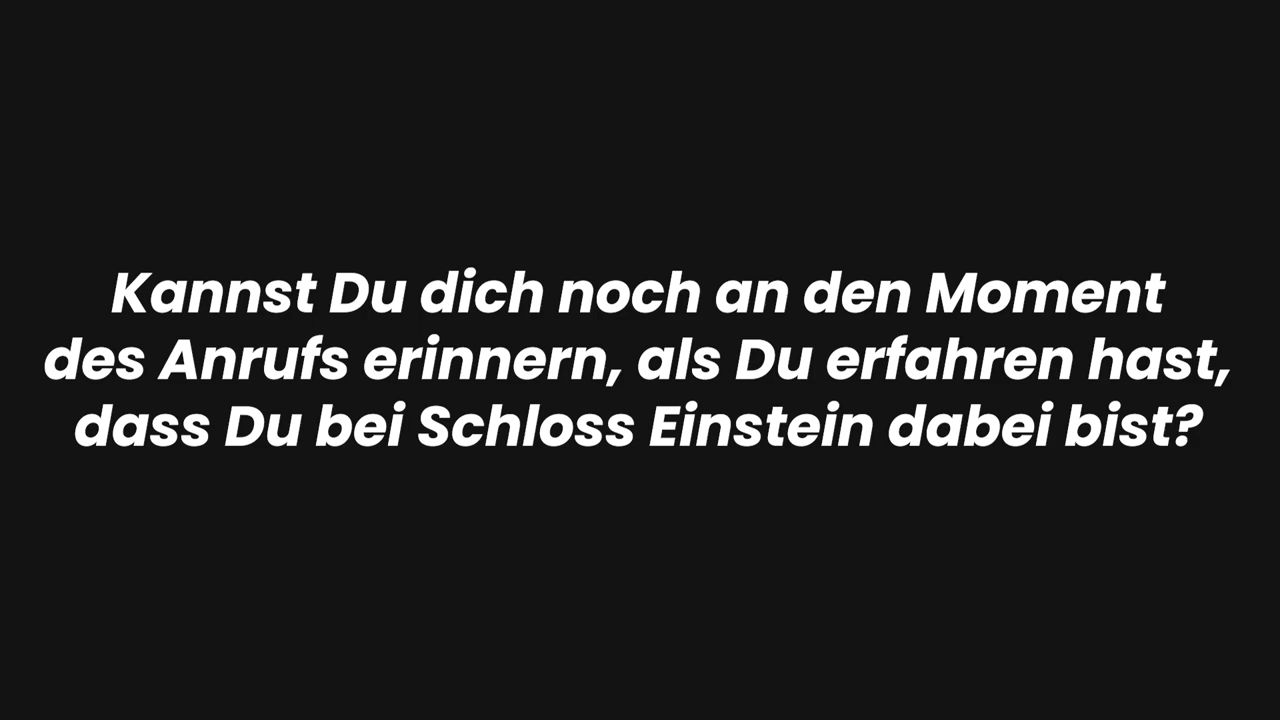 Kannst Du dich noch an den Moment
des Anrufs erinnern, als Du erfahren hast,
dass Du bei Schloss Einstein dabei bist?